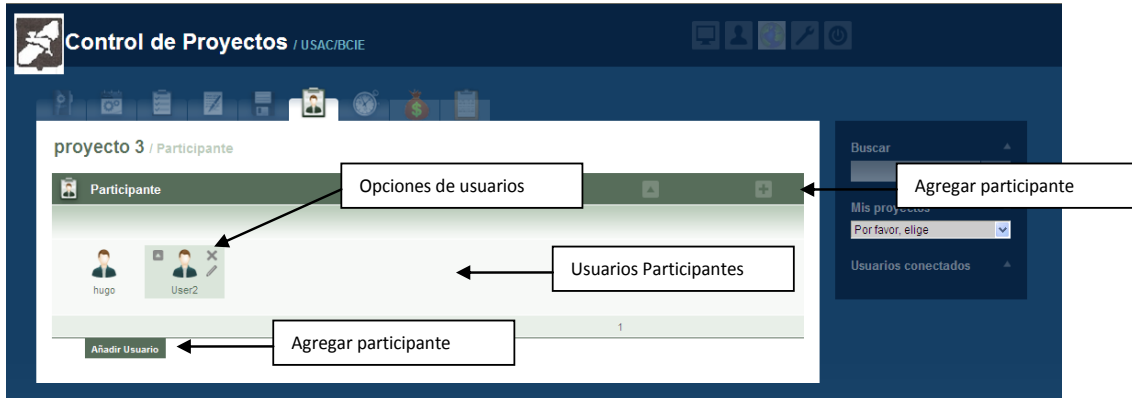 Control de Proyectos / USAC/BCIE
proyecto 3 / Participante
Participante
Opciones de usuarios
Agregar participante
hugo
User2
Usuarios Participantes
1
Añadir Usuario
Agregar participante
Buscar
Mis proyectos
Por favor, elige
Usuarios conectados